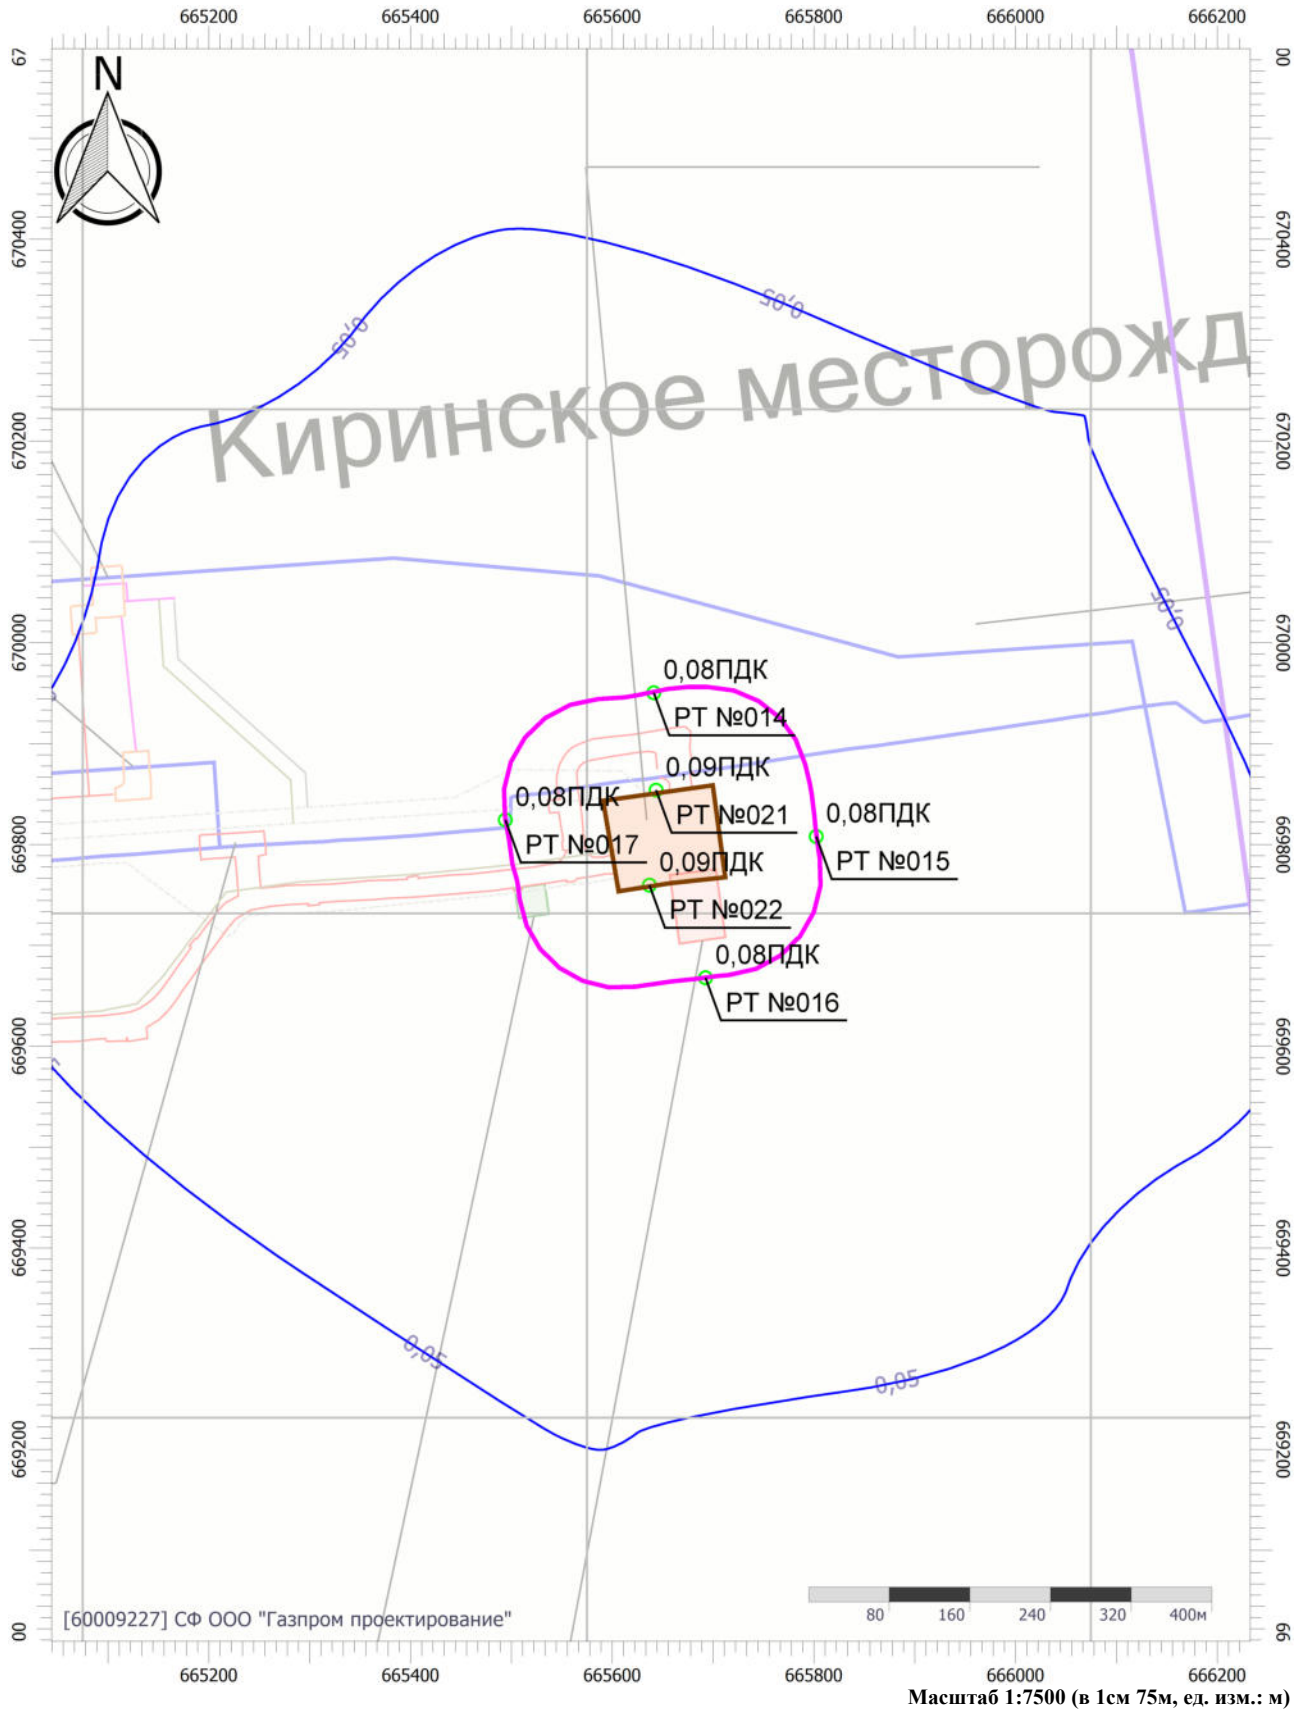 665200 665400 665600 665800 666000 666200
67 00
N
670400 670400
0,05
0,05
Киринское месторожд
670200 670200
0,05
670000 670000
0,08ПДК
РТ №014
0,09ПДК
0,08ПДК
РТ №021
0,08ПДК
669800 669800
РТ №017
0,09ПДК
РТ №015
РТ №022
0,08ПДК
РТ №016
669600 669600
669400 669400
0,05
0,05
669200 669200
80 160 240 320 400м
[60009227] СФ ООО "Газпром проектирование"
00 66
665200 665400 665600 665800 666000 666200
Масштаб 1:7500 (в 1см 75м, ед. изм.: м)